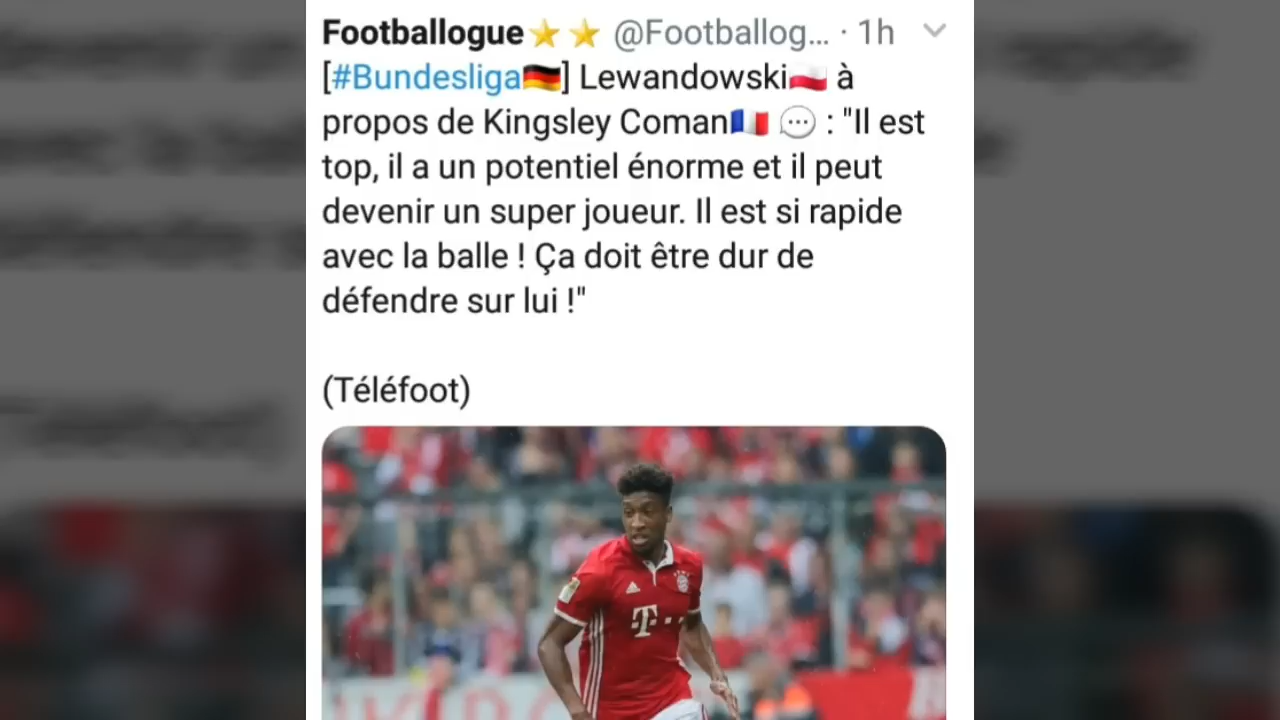 Footballogue⭐⭐ @Footballog... · 1h
[#Bundesliga🇩🇪] Lewandowski🇵🇱 à
propos de Kingsley Coman🇫🇷 💬 : "Il est
top, il a un potentiel énorme et il peut
devenir un super joueur. Il est si rapide
avec la balle ! Ça doit être dur de
défendre sur lui !"
(Téléfoot)
T